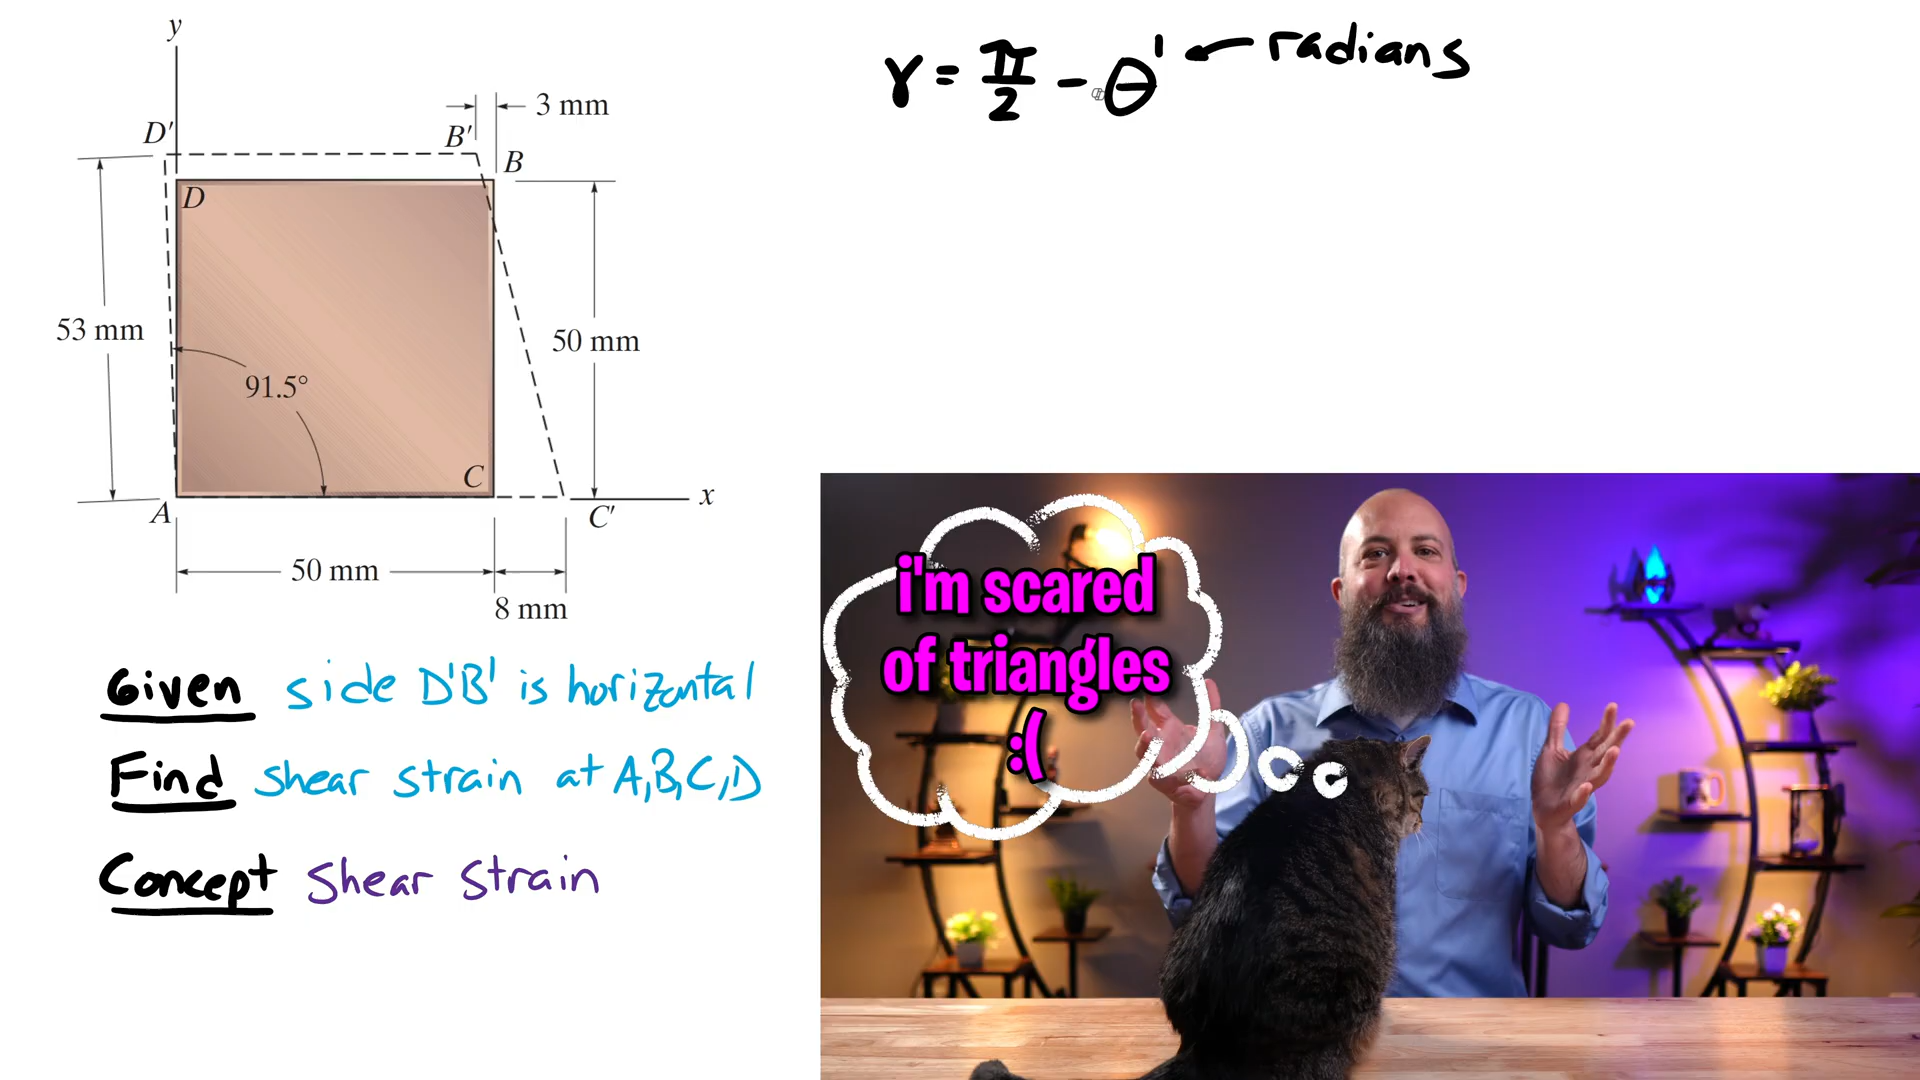 y
γ = π/2 - θ' ← radians
3 mm
D'
B'
B
D
53 mm
50 mm
91.5°
C
A
C'
x
50 mm
8 mm
Given side D'B' is horizontal
Find shear strain at A,B,C,D
Concept Shear Strain
i'm scared
of triangles
:(